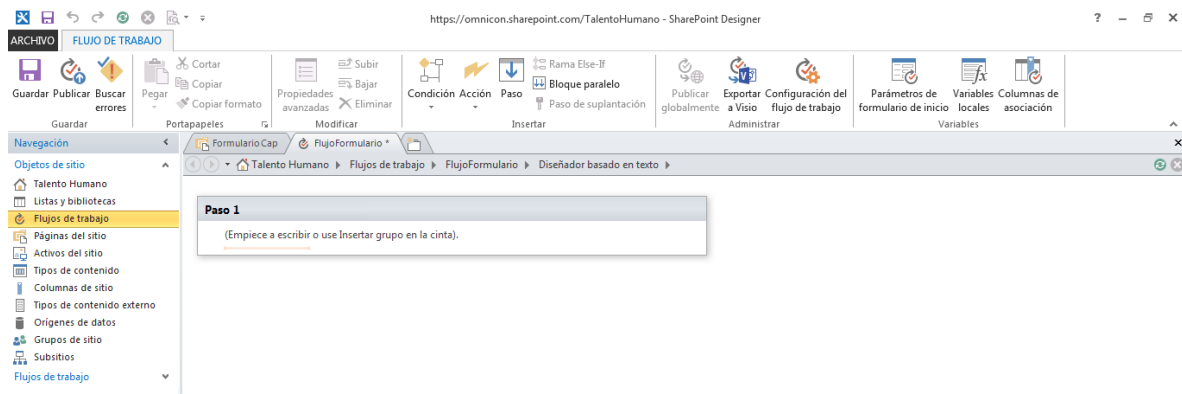 https://omnicon.sharepoint.com/TalentoHumano - SharePoint Designer
ARCHIVO FLUJO DE TRABAJO
Guardar Publicar Buscar errores
Guardar
Pegar
Cortar
Copiar
Copiar formato
Portapapeles
Propiedades avanzadas
Subir
Bajar
Eliminar
Modificar
Condición Acción Paso
Rama Else-If
Bloque paralelo
Paso de suplantación
Insertar
Publicar globalmente
Exportar a Visio
Configuración del flujo de trabajo
Administrar
Parámetros de formulario de inicio
Variables locales
Columnas de asociación
Variables
Navegación
FormularioCap FlujoFormulario *
Objetos de sitio
Talento Humano Flujos de trabajo FlujoFormulario Diseñador basado en texto
Talento Humano
Listas y bibliotecas
Flujos de trabajo
Páginas del sitio
Activos del sitio
Tipos de contenido
Columnas de sitio
Tipos de contenido externo
Orígenes de datos
Grupos de sitio
Subsitios
Flujos de trabajo
Paso 1
(Empiece a escribir o use Insertar grupo en la cinta).